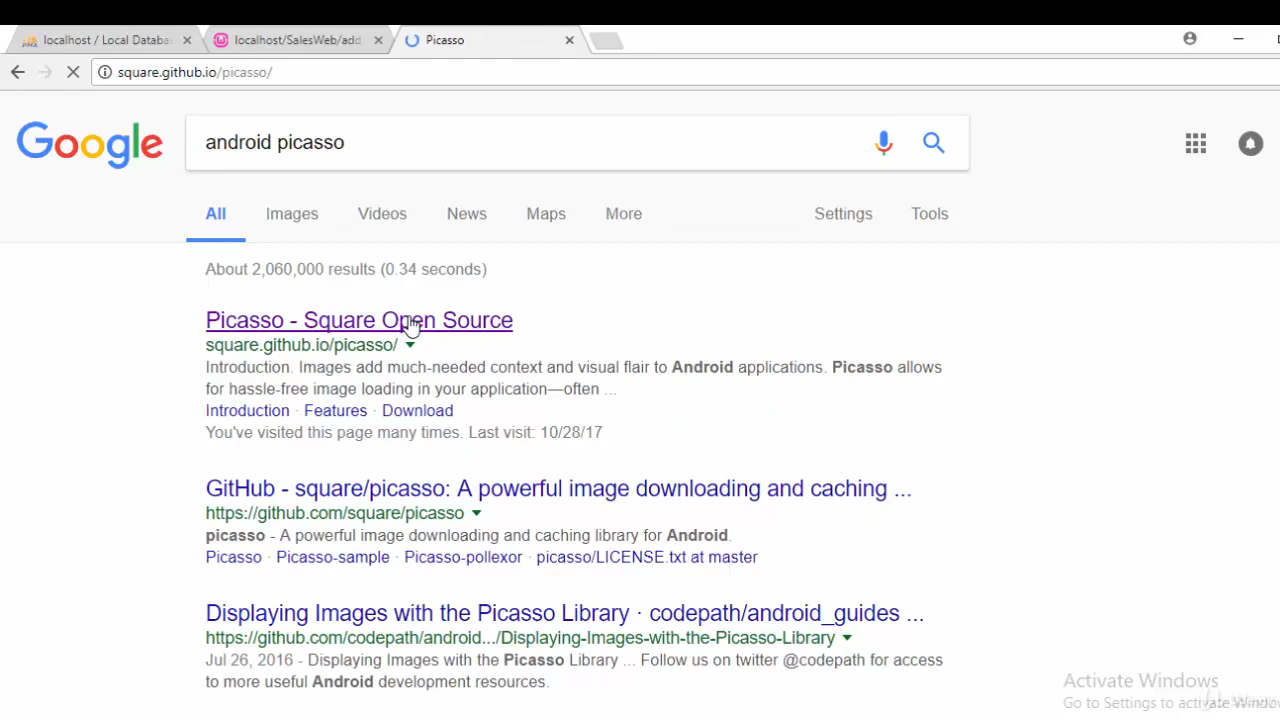 localhost / Local Databa
localhost/SalesWeb/add
Picasso
square.github.io/picasso/
Google
android picasso
All Images Videos News Maps More Settings Tools
About 2,060,000 results (0.34 seconds)
Picasso - Square Open Source
square.github.io/picasso/
Introduction. Images add much-needed context and visual flair to Android applications. Picasso allows
for hassle-free image loading in your application—often ...
Introduction · Features · Download
You've visited this page many times. Last visit: 10/28/17
GitHub - square/picasso: A powerful image downloading and caching ...
https://github.com/square/picasso
picasso - A powerful image downloading and caching library for Android.
Picasso · Picasso-sample · Picasso-pollexor · picasso/LICENSE.txt at master
Displaying Images with the Picasso Library · codepath/android_guides ...
https://github.com/codepath/android.../Displaying-Images-with-the-Picasso-Library
Jul 26, 2016 - Displaying Images with the Picasso Library ... Follow us on twitter @codepath for access
to more useful Android development resources.
Activate Windows
Go to Settings to activate Windo